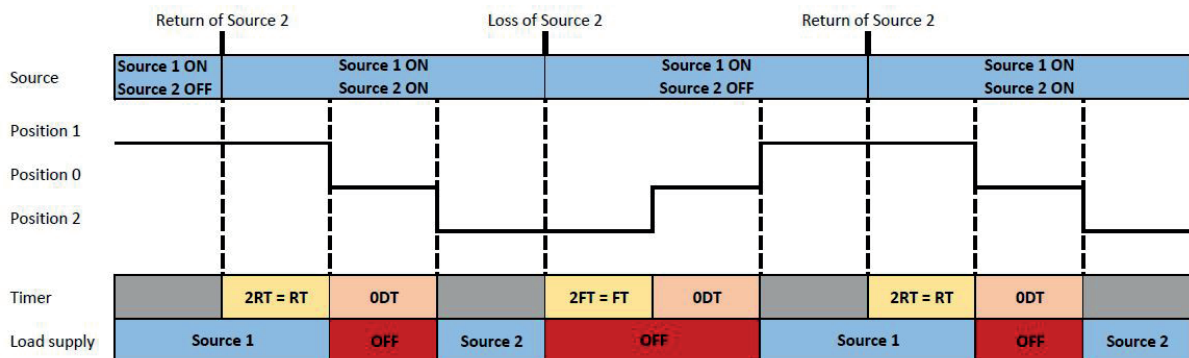 Return of Source 2
Loss of Source 2
Return of Source 2
Source
Source 1 ON
Source 2 OFF
Source 1 ON
Source 2 ON
Source 1 ON
Source 2 OFF
Source 1 ON
Source 2 ON
Position 1
Position 0
Position 2
Timer
2RT = RT
0DT
2FT = FT
0DT
2RT = RT
0DT
Load supply
Source 1
OFF
Source 2
OFF
Source 1
OFF
Source 2